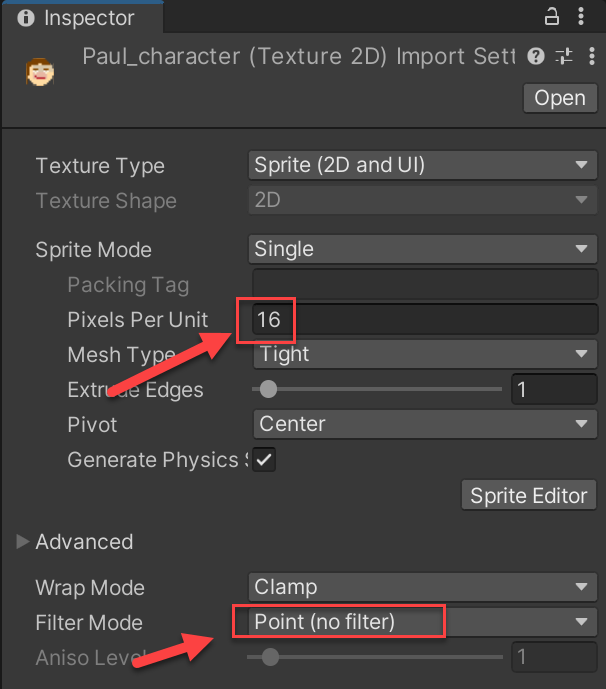 Inspector
Paul_character (Texture 2D) Import Sett
Open
Texture Type Sprite (2D and UI)
Texture Shape 2D
Sprite Mode Single
Packing Tag
Pixels Per Unit 16
Mesh Type Tight
Extrude Edges 1
Pivot Center
Generate Physics S
Sprite Editor
Advanced
Wrap Mode Clamp
Filter Mode Point (no filter)
Aniso Level 1